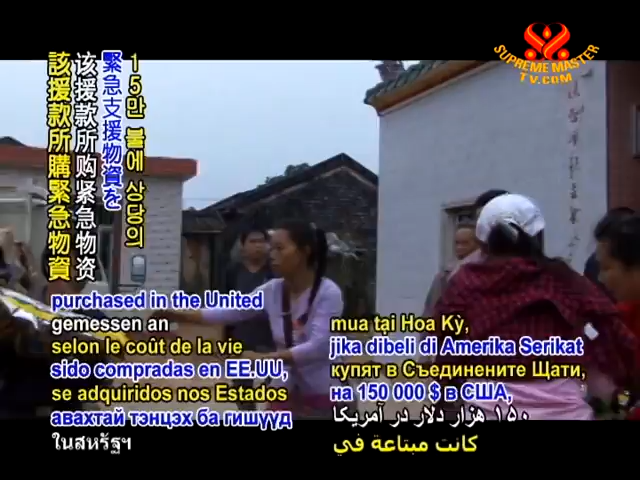 SUPREME MASTER
TV.COM
1 5만 불에 상당의
緊急支援物資を
该援款所购紧急物资
該援款所購緊急物資
purchased in the United
gemessen an
selon le coût de la vie
sido compradas en EE.UU,
se adquiridos nos Estados
авахтай тэнцэх ба гишүүд
ในสหรัฐฯ
mua tại Hoa Kỳ,
jika dibeli di Amerika Serikat
купят в Съединените Щати,
на 150 000 $ в США,
۱۵۰ هزار دلار در آمریکا
كانت مبتاعة في